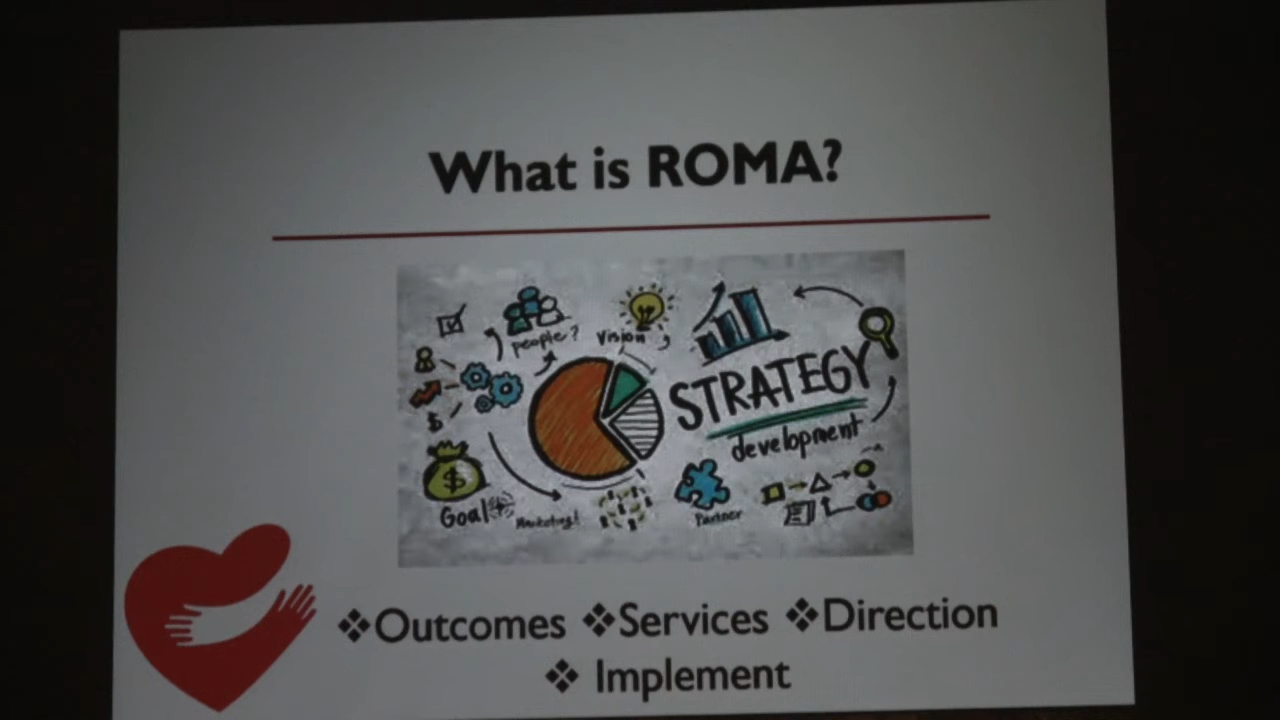 What is ROMA?
people?
Vision
STRATEGY
development
$
$
Goal
Marketing!
Partner
❖Outcomes ❖Services ❖Direction
❖ Implement